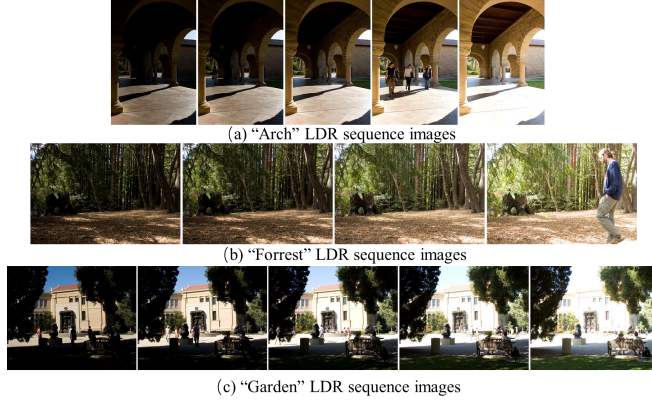 (a) “Arch” LDR sequence images
(b) “Forrest” LDR sequence images
(c) “Garden” LDR sequence images